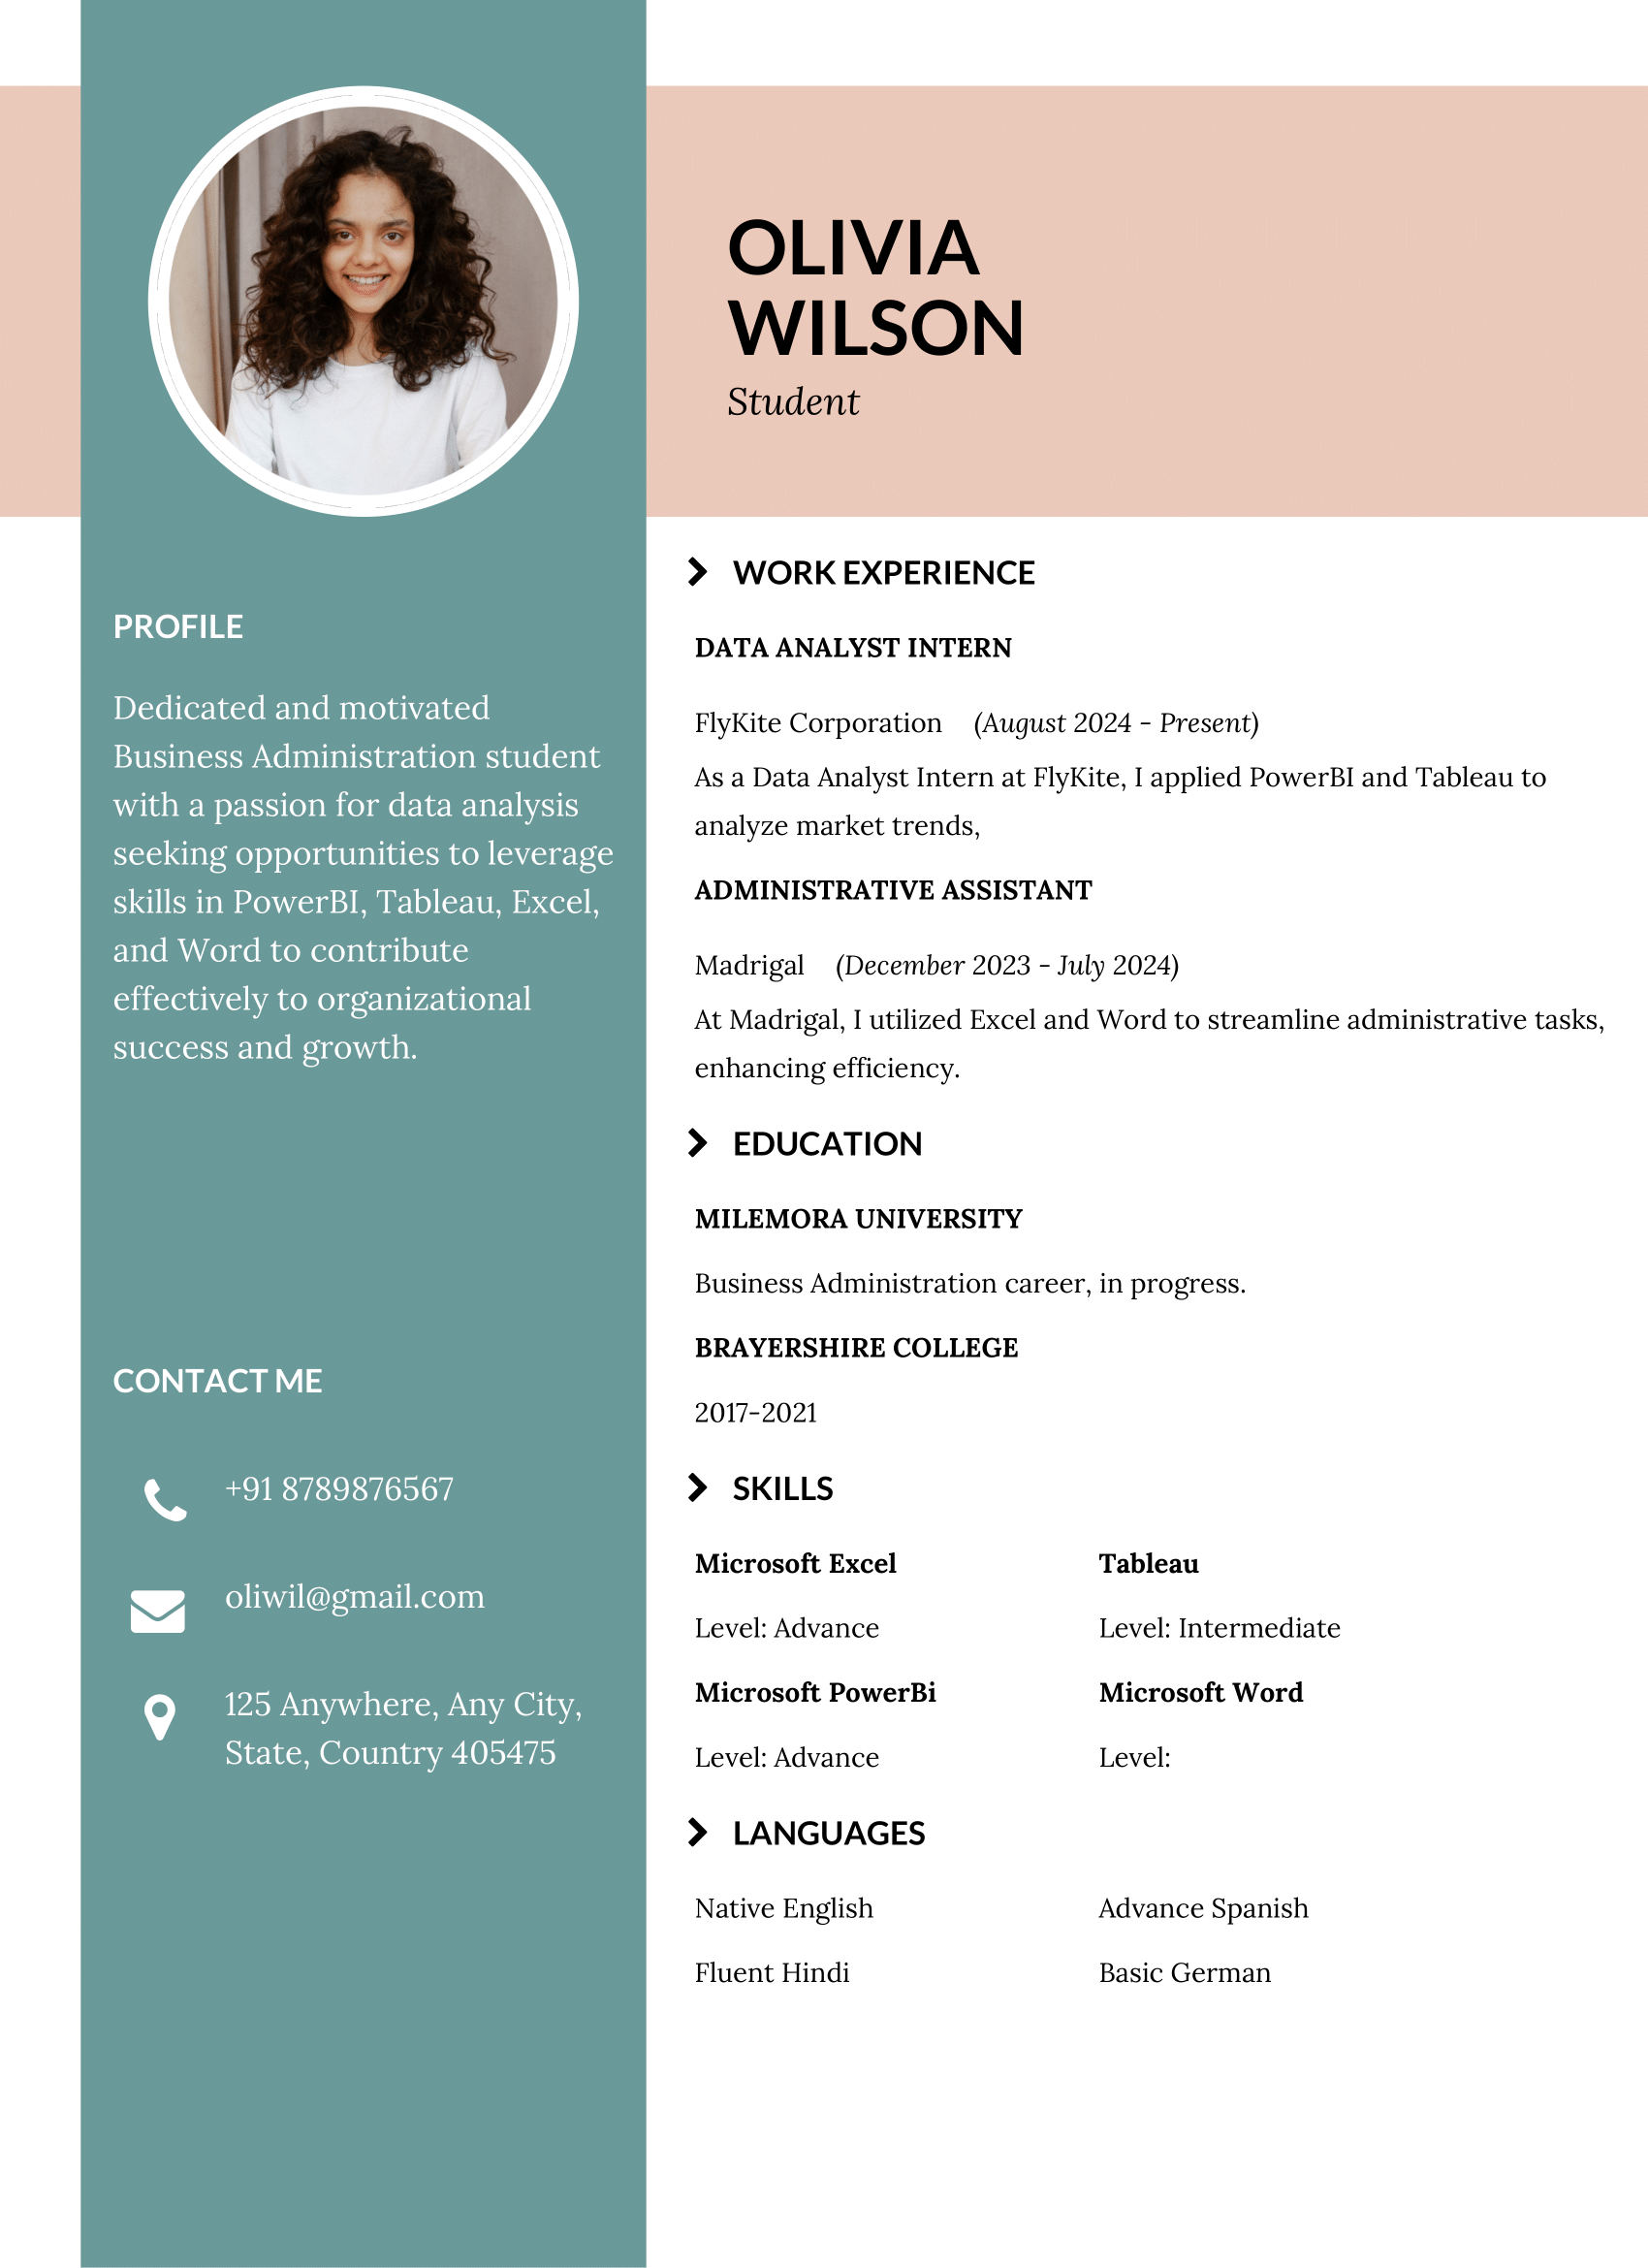 OLIVIA
WILSON
Student
PROFILE
Dedicated and motivated
Business Administration student
with a passion for data analysis
seeking opportunities to leverage
skills in PowerBI, Tableau, Excel,
and Word to contribute
effectively to organizational
success and growth.
CONTACT ME
+91 8789876567
oliwil@gmail.com
125 Anywhere, Any City,
State, Country 405475
WORK EXPERIENCE
DATA ANALYST INTERN
FlyKite Corporation (August 2024 - Present)
As a Data Analyst Intern at FlyKite, I applied PowerBI and Tableau to
analyze market trends,
ADMINISTRATIVE ASSISTANT
Madrigal (December 2023 - July 2024)
At Madrigal, I utilized Excel and Word to streamline administrative tasks,
enhancing efficiency.
EDUCATION
MILEMORA UNIVERSITY
Business Administration career, in progress.
BRAYERSHIRE COLLEGE
2017-2021
SKILLS
Microsoft Excel
Level: Advance
Tableau
Level: Intermediate
Microsoft PowerBi
Level: Advance
Microsoft Word
Level:
LANGUAGES
Native English
Advance Spanish
Fluent Hindi
Basic German